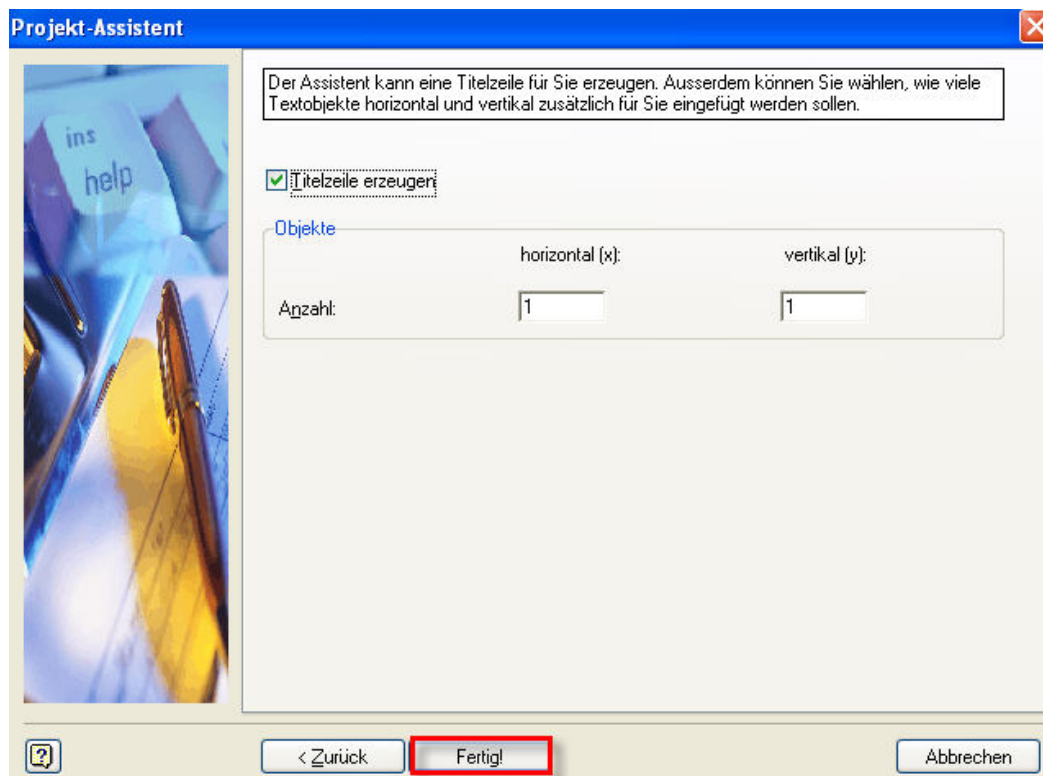 Projekt-Assistent
Der Assistent kann eine Titelzeile für Sie erzeugen. Ausserdem können Sie wählen, wie viele
Textobjekte horizontal und vertikal zusätzlich für Sie eingefügt werden sollen.
ins
help
Titelzeile erzeugen
Objekte
horizontal (x): vertikal (y):
Anzahl: 1 1
? < Zurück Fertig! Abbrechen